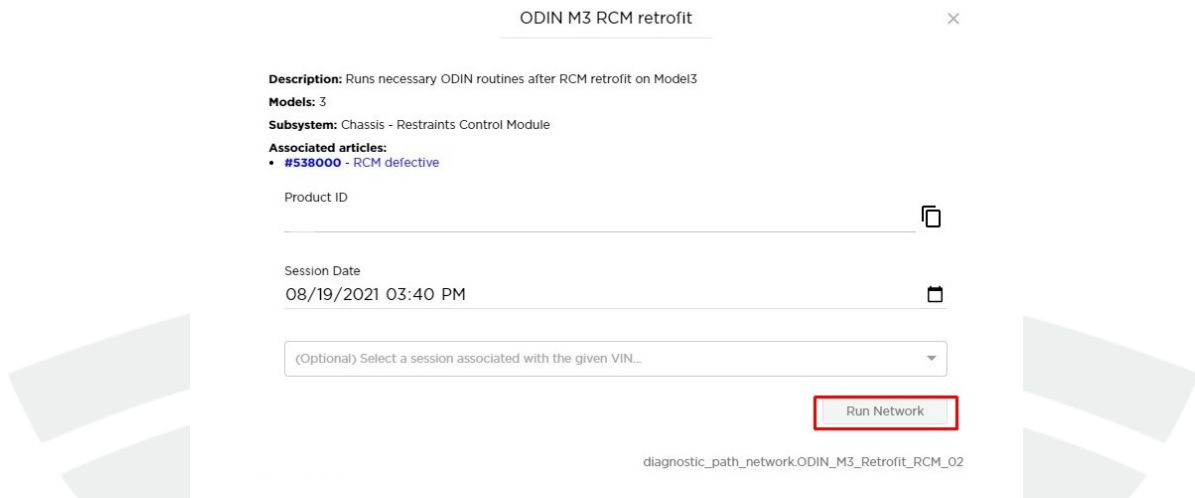 ODIN M3 RCM retrofit
Description: Runs necessary ODIN routines after RCM retrofit on Model3
Models: 3
Subsystem: Chassis - Restraints Control Module
Associated articles:
• #538000 - RCM defective
Product ID
Session Date
08/19/2021 03:40 PM
(Optional) Select a session associated with the given VIN...
Run Network
diagnostic_path_network.ODIN_M3_Retrofit_RCM_02